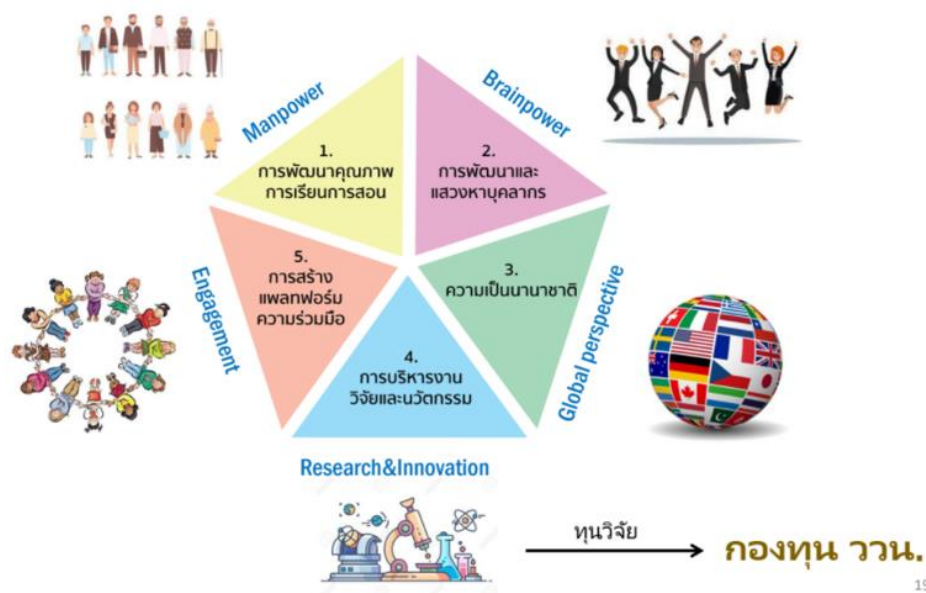 Manpower
1.
การพัฒนาคุณภาพ
การเรียนการสอน
Brainpower
2.
การพัฒนาและ
แสวงหาบุคลากร
3.
ความเป็นนานาชาติ
Global perspective
4.
การบริหารงาน
วิจัยและนวัตกรรม
Research&Innovation
5.
การสร้าง
แพลทฟอร์ม
ความร่วมมือ
Engagement
ทุนวิจัย
กองทุน ววน.
19